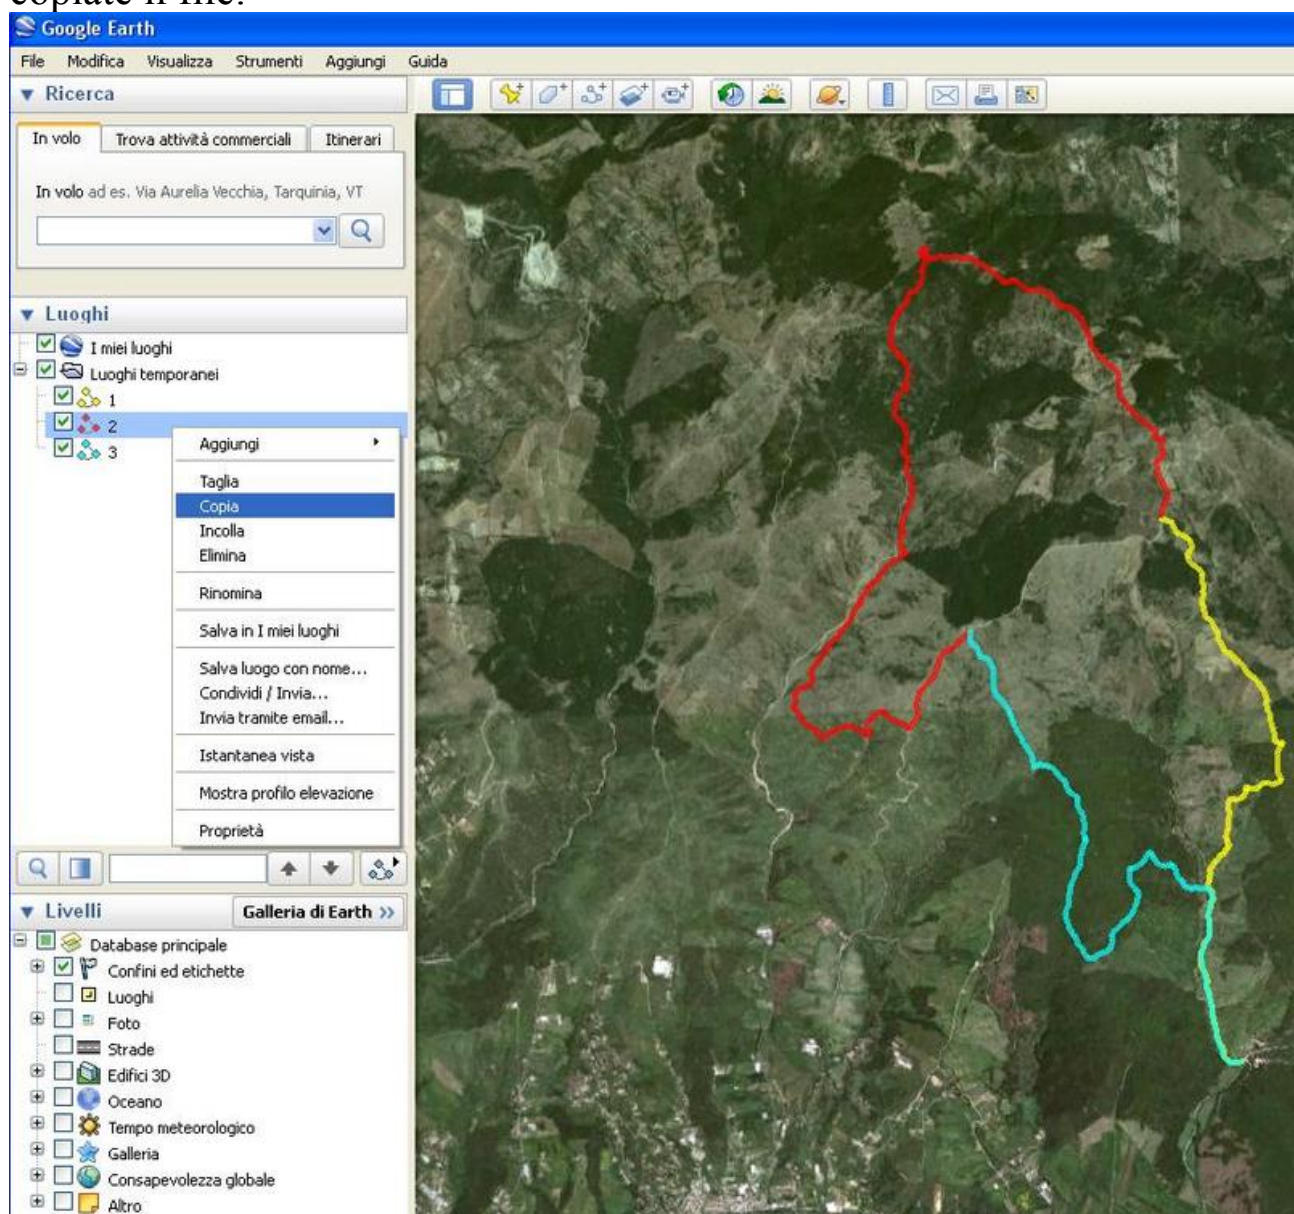 copiate il file.
Google Earth
File Modifica Visualizza Strumenti Aggiungi Guida
Ricerca
In volo Trova attività commerciali Itinerari
In volo ad es. Via Aurelia Vecchia, Tarquinia, VT
Luoghi
I miei luoghi
Luoghi temporanei
1
2
3
Aggiungi
Taglia
Copia
Incolla
Elimina
Rinomina
Salva in I miei luoghi
Salva luogo con nome...
Condividi / Invia...
Invia tramite email...
Istantanea vista
Mostra profilo elevazione
Proprietà
Livelli Galleria di Earth >>
Database principale
Confini ed etichette
Luoghi
Foto
Strade
Edifici 3D
Oceano
Tempo meteorologico
Galleria
Consapevolezza globale
Altro